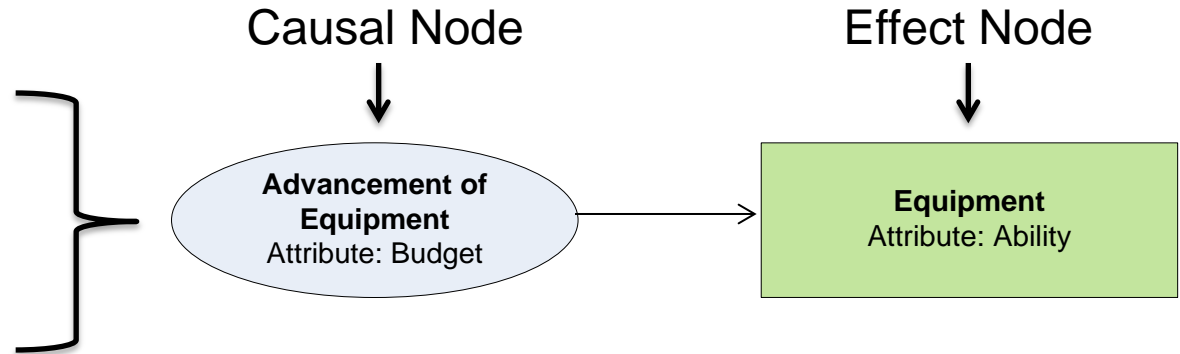 Causal Node
Effect Node
Advancement of
Equipment
Attribute: Budget
Equipment
Attribute: Ability